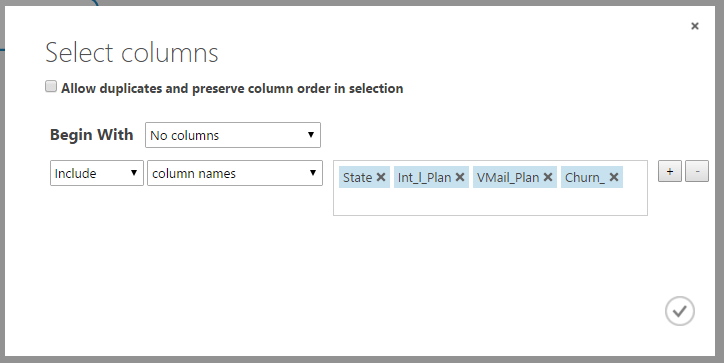 Select columns
Allow duplicates and preserve column order in selection
Begin With No columns
Include column names State Int_l_Plan VMail_Plan Churn_ + -